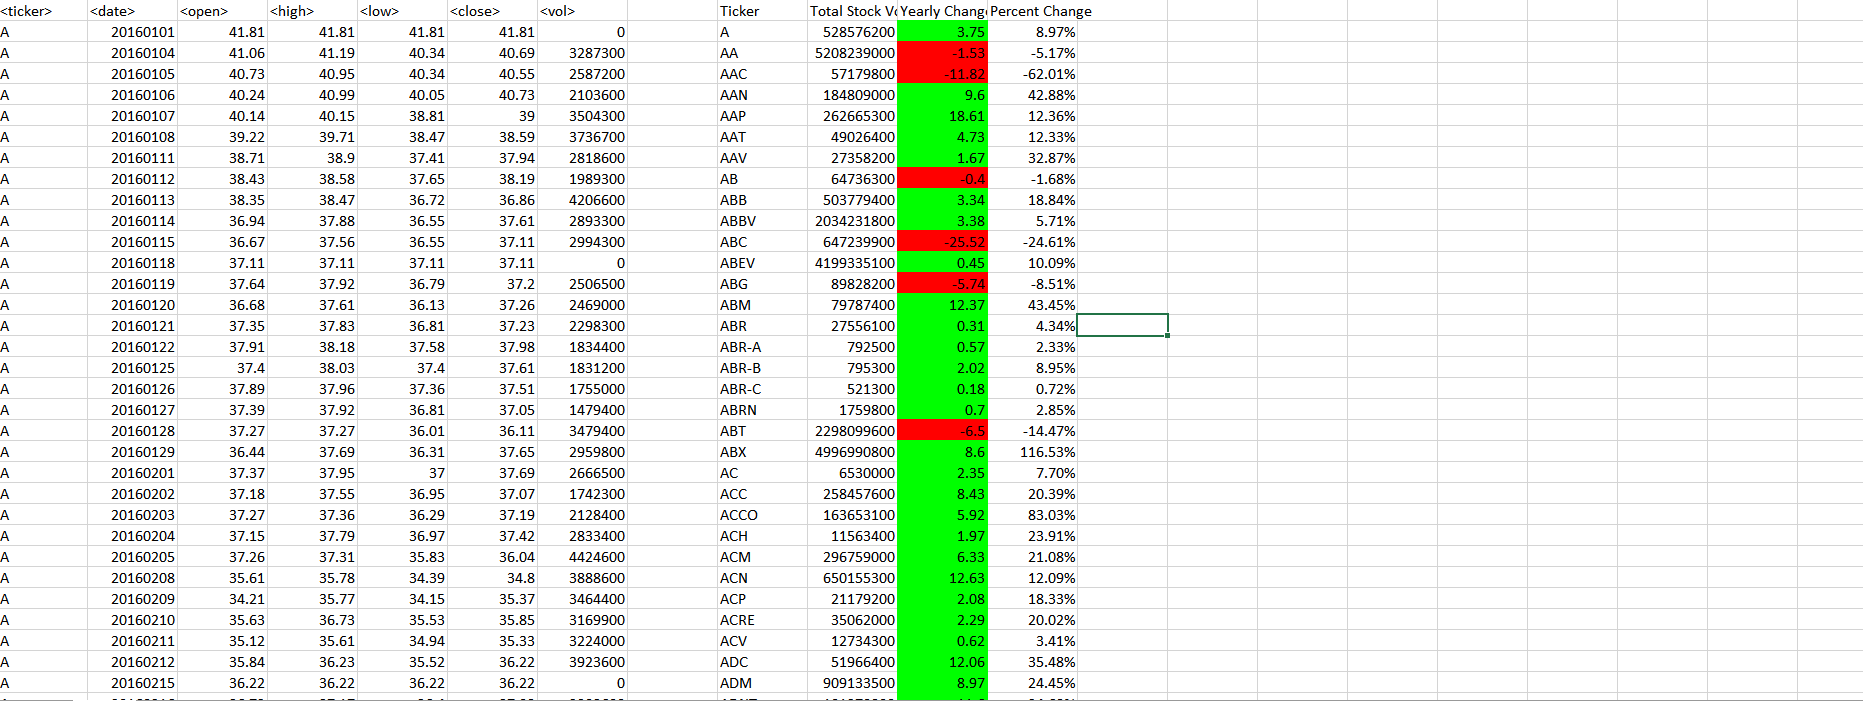 <ticker> <date> <open> <high> <low> <close> <vol> Ticker Total Stock Vo Yearly Chang Percent Change
A 20160101 41.81 41.81 41.81 41.81 0 A 528576200 3.75 8.97%
A 20160104 41.06 41.19 40.34 40.69 3287300 AA 5208239000 -1.53 -5.17%
A 20160105 40.73 40.95 40.34 40.55 2587200 AAC 57179800 -11.82 -62.01%
A 20160106 40.24 40.99 40.05 40.73 2103600 AAN 184809000 9.6 42.88%
A 20160107 40.14 40.15 38.81 39 3504300 AAP 262665300 18.61 12.36%
A 20160108 39.22 39.71 38.47 38.59 3736700 AAT 49026400 4.73 12.33%
A 20160111 38.71 38.9 37.41 37.94 2818600 AAV 27358200 1.67 32.87%
A 20160112 38.43 38.58 37.65 38.19 1989300 AB 64736300 -0.4 -1.68%
A 20160113 38.35 38.47 36.72 36.86 4206600 ABB 503779400 3.34 18.84%
A 20160114 36.94 37.88 36.55 37.61 2893300 ABBV 2034231800 3.38 5.71%
A 20160115 36.67 37.56 36.55 37.11 2994300 ABC 647239900 -25.52 -24.61%
A 20160118 37.11 37.11 37.11 37.11 0 ABEV 4199335100 0.45 10.09%
A 20160119 37.64 37.92 36.79 37.2 2506500 ABG 89828200 -5.74 -8.51%
A 20160120 36.68 37.61 36.13 37.26 2469000 ABM 79787400 12.37 43.45%
A 20160121 37.35 37.83 36.81 37.23 2298300 ABR 27556100 0.31 4.34%
A 20160122 37.91 38.18 37.58 37.98 1834400 ABR-A 792500 0.57 2.33%
A 20160125 37.4 38.03 37.4 37.61 1831200 ABR-B 795300 2.02 8.95%
A 20160126 37.89 37.96 37.36 37.51 1755000 ABR-C 521300 0.18 0.72%
A 20160127 37.39 37.92 36.81 37.05 1479400 ABRN 1759800 0.7 2.85%
A 20160128 37.27 37.27 36.01 36.11 3479400 ABT 2298099600 -6.5 -14.47%
A 20160129 36.44 37.69 36.31 37.65 2959800 ABX 4996990800 8.6 116.53%
A 20160201 37.37 37.95 37 37.69 2666500 AC 6530000 2.35 7.70%
A 20160202 37.18 37.55 36.95 37.07 1742300 ACC 258457600 8.43 20.39%
A 20160203 37.27 37.36 36.29 37.19 2128400 ACCO 163653100 5.92 83.03%
A 20160204 37.15 37.79 36.97 37.42 2833400 ACH 11563400 1.97 23.91%
A 20160205 37.26 37.31 35.83 36.04 4424600 ACM 296759000 6.33 21.08%
A 20160208 35.61 35.78 34.39 34.8 3888600 ACN 650155300 12.63 12.09%
A 20160209 34.21 35.77 34.15 35.37 3464400 ACP 21179200 2.08 18.33%
A 20160210 35.63 36.73 35.53 35.85 3169900 ACRE 35062000 2.29 20.02%
A 20160211 35.12 35.61 34.94 35.33 3224000 ACV 12734300 0.62 3.41%
A 20160212 35.84 36.23 35.52 36.22 3923600 ADC 51966400 12.06 35.48%
A 20160215 36.22 36.22 36.22 36.22 0 ADM 909133500 8.97 24.45%